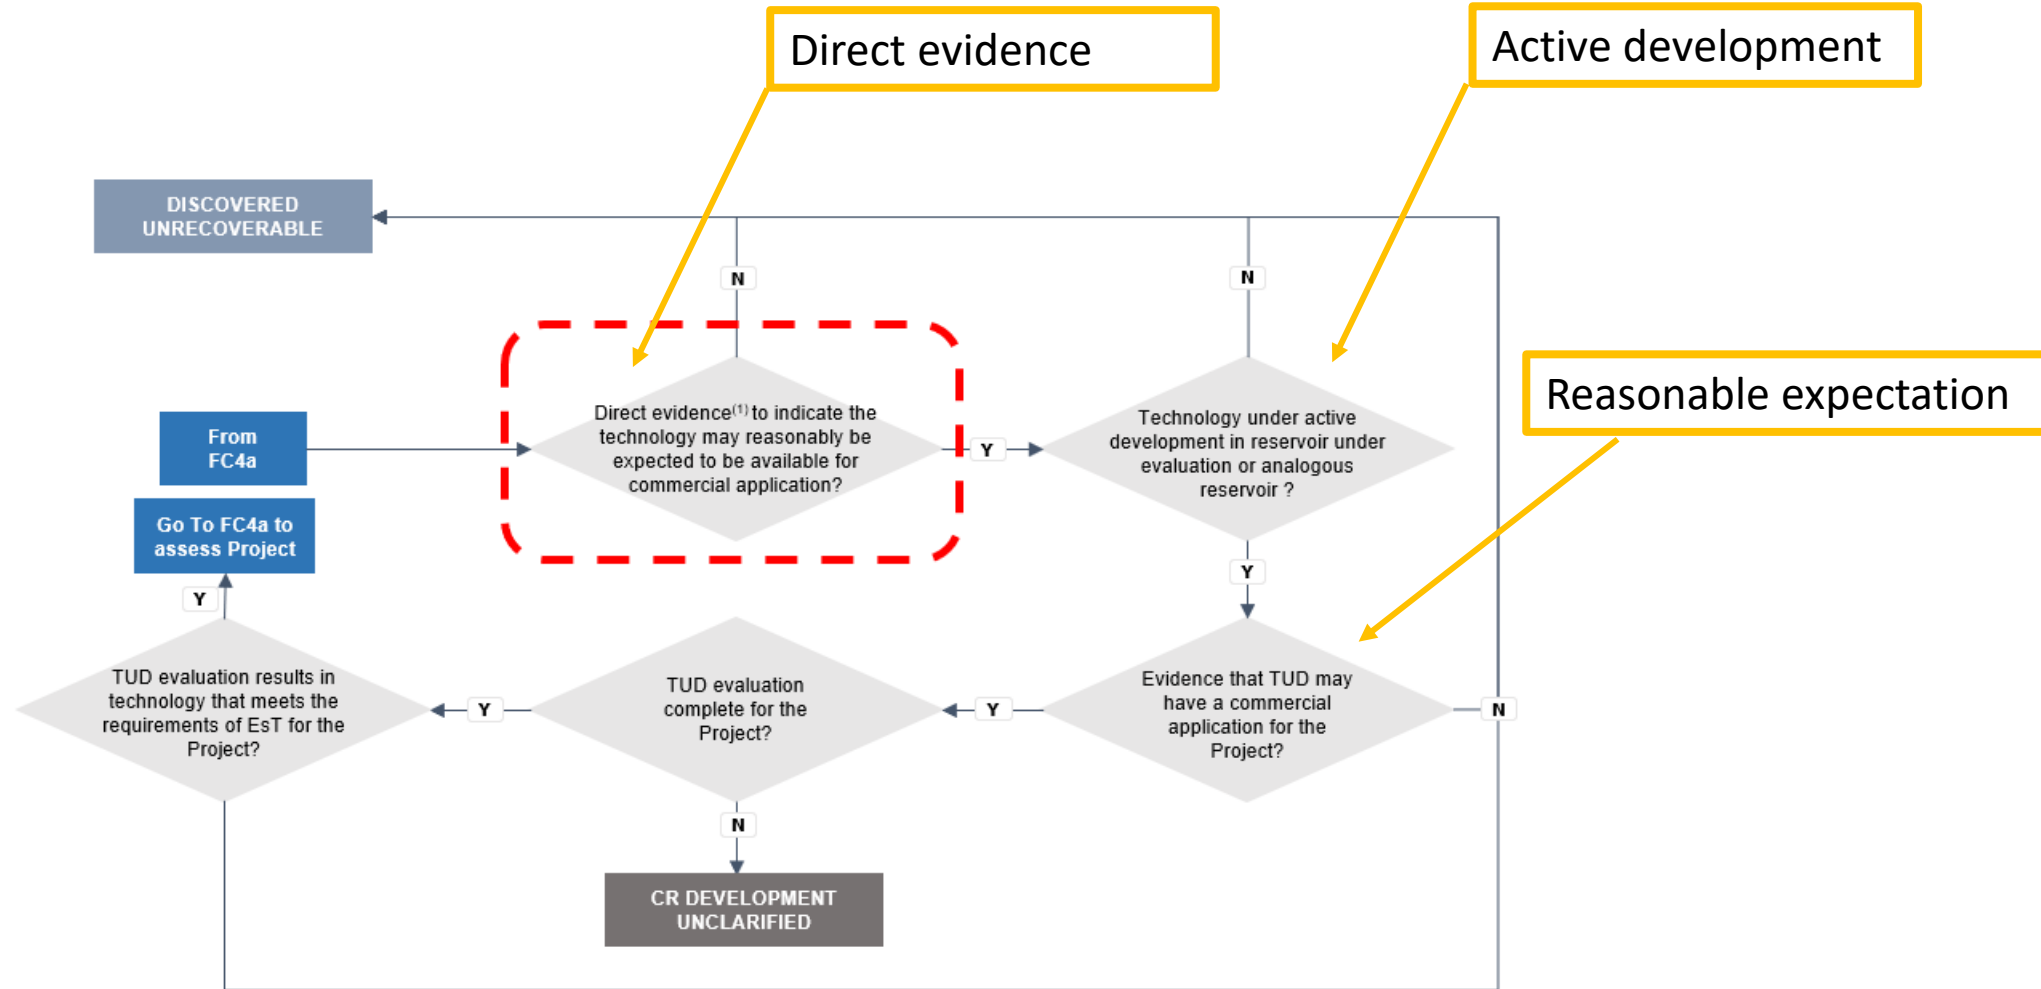 Direct evidence
Active development
DISCOVERED
UNRECOVERABLE
N
N
Reasonable expectation
From
FC4a
Direct evidence(1) to indicate the
technology may reasonably be
expected to be available for
commercial application?
Y
Technology under active
development in reservoir under
evaluation or analogous
reservoir ?
Go To FC4a to
assess Project
Y
Y
TUD evaluation results in
technology that meets the
requirements of EsT for the
Project?
Y
TUD evaluation
complete for the
Project?
Y
Evidence that TUD may
have a commercial
application for the
Project?
N
N
CR DEVELOPMENT
UNCLARIFIED